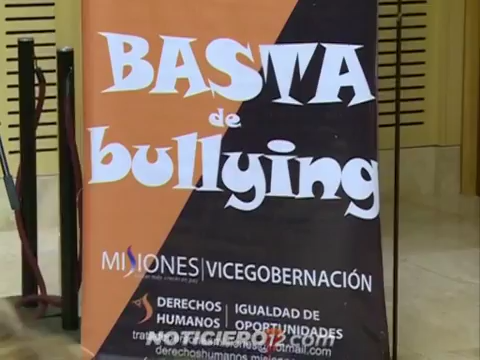 BASTA
de
bullying
MISIONES | VICEGOBERNACIÓN
DERECHOS HUMANOS | IGUALDAD DE OPORTUNIDADES
NOTICIERO12.com